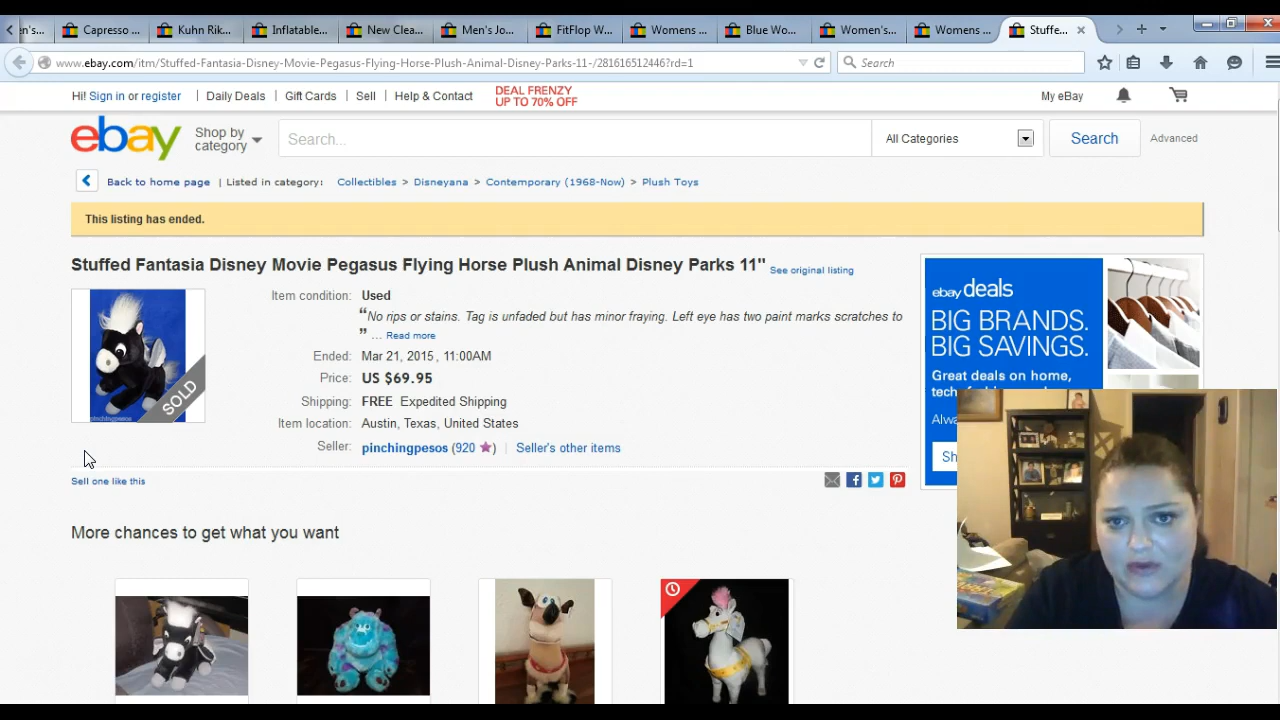 en's...
Capresso ...
Kuhn Rik...
Inflatable...
New Clea...
Men's Jo...
FitFlop W...
Womens ...
Blue Wo...
Women's...
Womens ...
Stuffe...
www.ebay.com/itm/Stuffed-Fantasia-Disney-Movie-Pegasus-Flying-Horse-Plush-Animal-Disney-Parks-11-/281616512446?rd=1
Search
Hi! Sign in or register
Daily Deals
Gift Cards
Sell
Help & Contact
DEAL FRENZY
UP TO 70% OFF
My eBay
ebay
Shop by
category
Search...
All Categories
Search
Advanced
Back to home page | Listed in category: Collectibles > Disneyana > Contemporary (1968-Now) > Plush Toys
This listing has ended.
Stuffed Fantasia Disney Movie Pegasus Flying Horse Plush Animal Disney Parks 11" See original listing
SOLD
pinchingpesos
Item condition: Used
“No rips or stains. Tag is unfaded but has minor fraying. Left eye has two paint marks scratches to
” ... Read more
Ended: Mar 21, 2015 , 11:00AM
Price: US $69.95
Shipping: FREE Expedited Shipping
Item location: Austin, Texas, United States
Seller: pinchingpesos (920 ) | Seller's other items
Sell one like this
ebay deals
BIG BRANDS.
BIG SAVINGS.
Great deals on home,
Alwa
Sh
More chances to get what you want